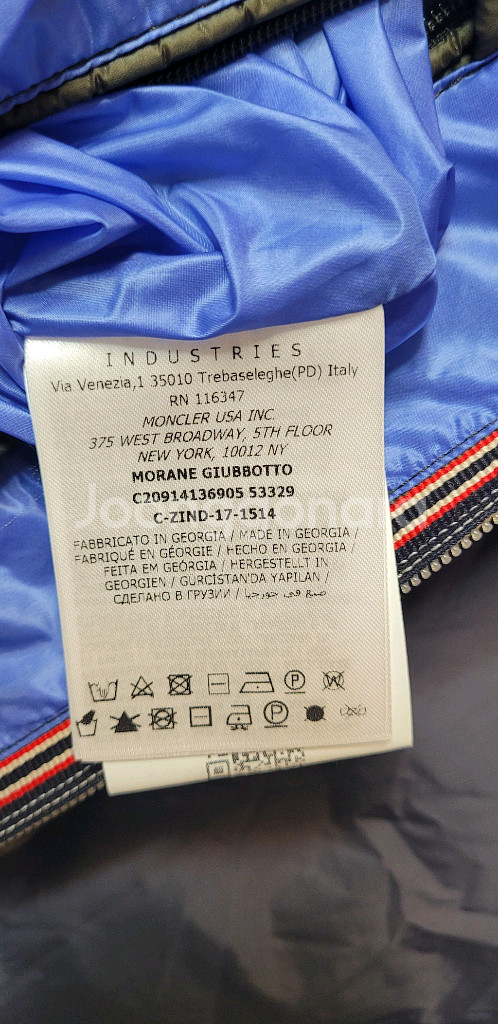 INDUSTRIES
Via Venezia,1 35010 Trebaseleghe(PD) Italy
RN 116347
MONCLER USA INC.
375 WEST BROADWAY, 5TH FLOOR
NEW YORK, 10012 NY
MORANE GIUBBOTTO
C20914136905 53329
C-ZIND-17-1514
FABBRICATO IN GEORGIA / MADE IN GEORGIA /
FABRIQUÉ EN GÉORGIE / HECHO EN GEORGIA /
FEITA EM GEÓRGIA / HERGESTELLT IN
GEORGIEN / GÜRCİSTAN'DA YAPILAN /
СДЕЛАНО В ГРУЗИИ / صنع في جورجيا